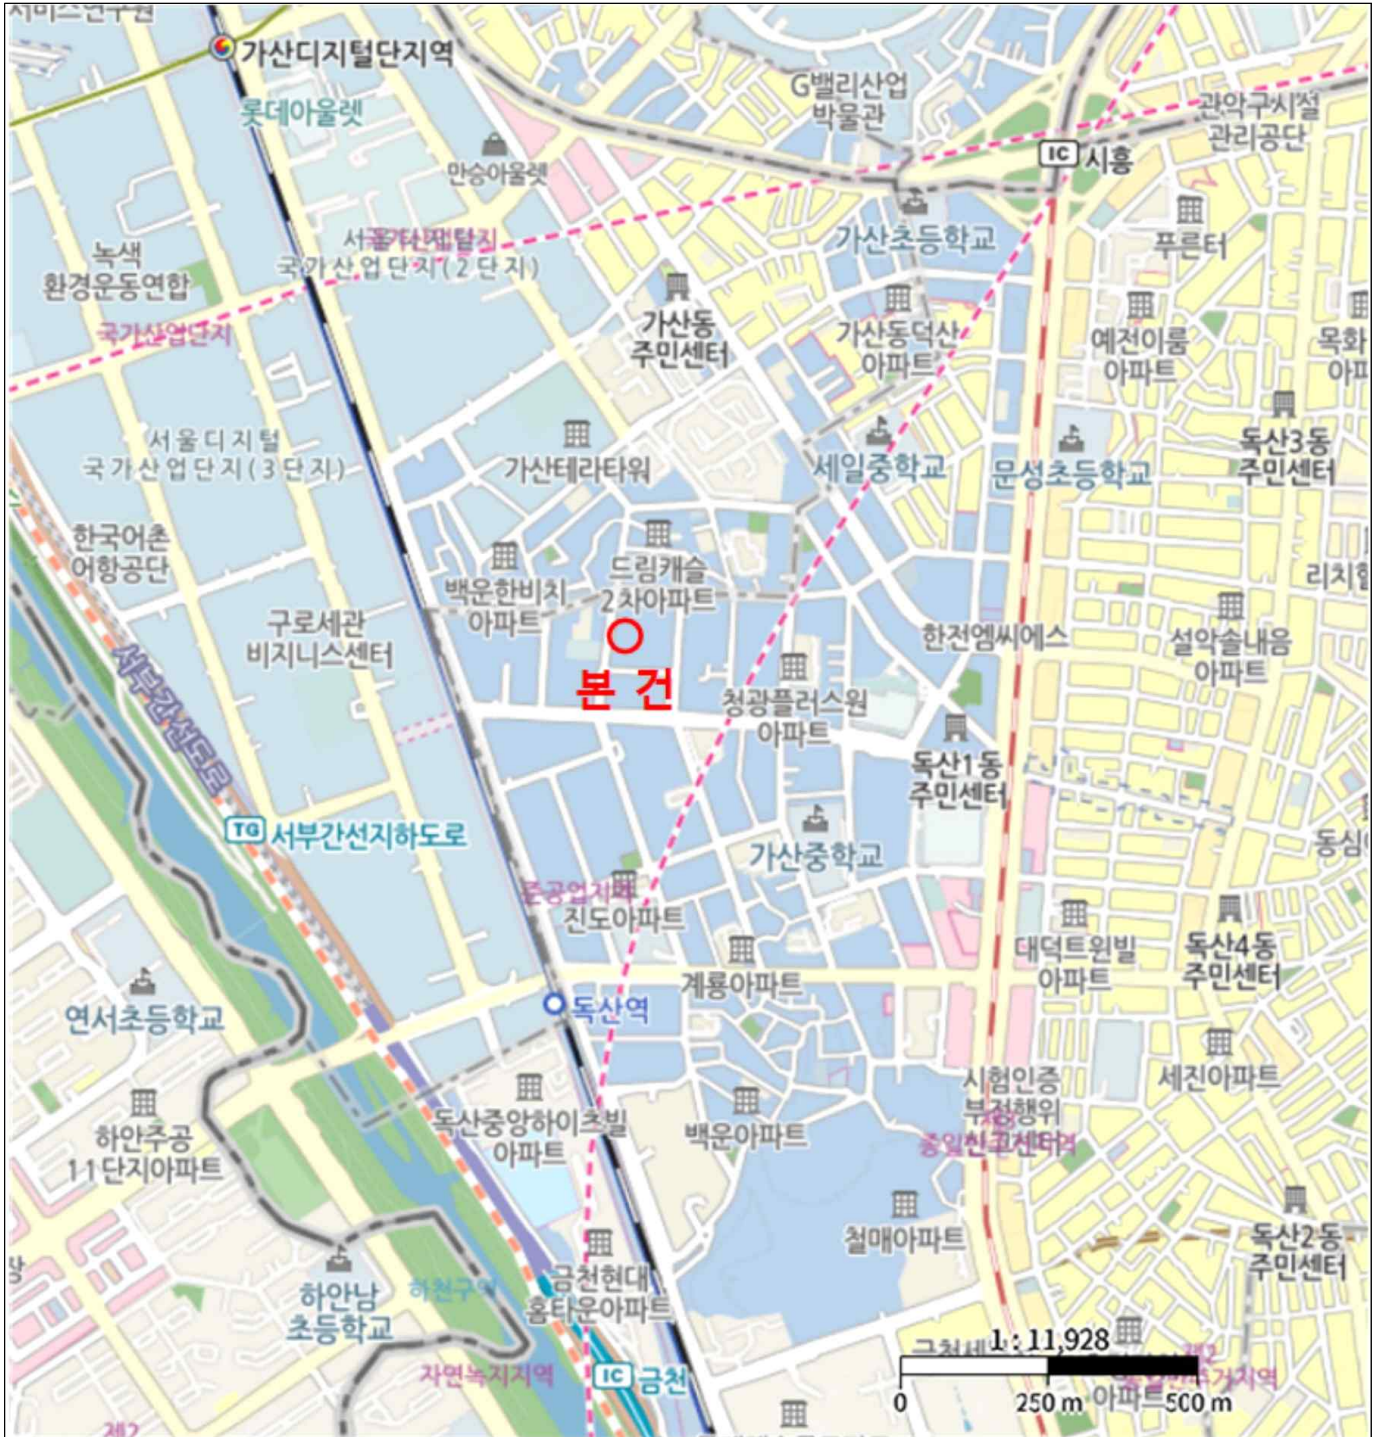 가산디지털단지역
롯데아울렛
만승아울렛
G밸리산업
박물관
관악구시설
관리공단
IC 시흥
가산초등학교
푸른터
국가산업단지(2단지)
녹색
환경운동연합
국가산업단지
가산동
주민센터
가산동덕산
아파트
예전이룸
아파트
목화
서울디지털
국가산업단지(3단지)
가산테라타워
세일중학교
문성초등학교
독산3동
주민센터
한국어촌
어항공단
백운한비치
아파트
드림캐슬
2차아파트
구로세관
비지니스센터
본 건
한전엠씨에스
설악솔내음
아파트
청광플러스원
아파트
서부간선도로
독산1동
주민센터
TG 서부간선지하도로
가산중학교
준공업지역
진도아파트
계룡아파트
대덕트윈빌
아파트
독산4동
주민센터
연서초등학교
독산역
시험인증
부정행위
세진아파트
하안주공
11단지아파트
독산중앙하이츠빌
아파트
백운아파트
철매아파트
독산2동
주민센터
하안남
초등학교
금천현대
홈타운아파트
자연녹지지역
IC 금천
1 : 11,928
아파트
0 250 m 500 m
제2